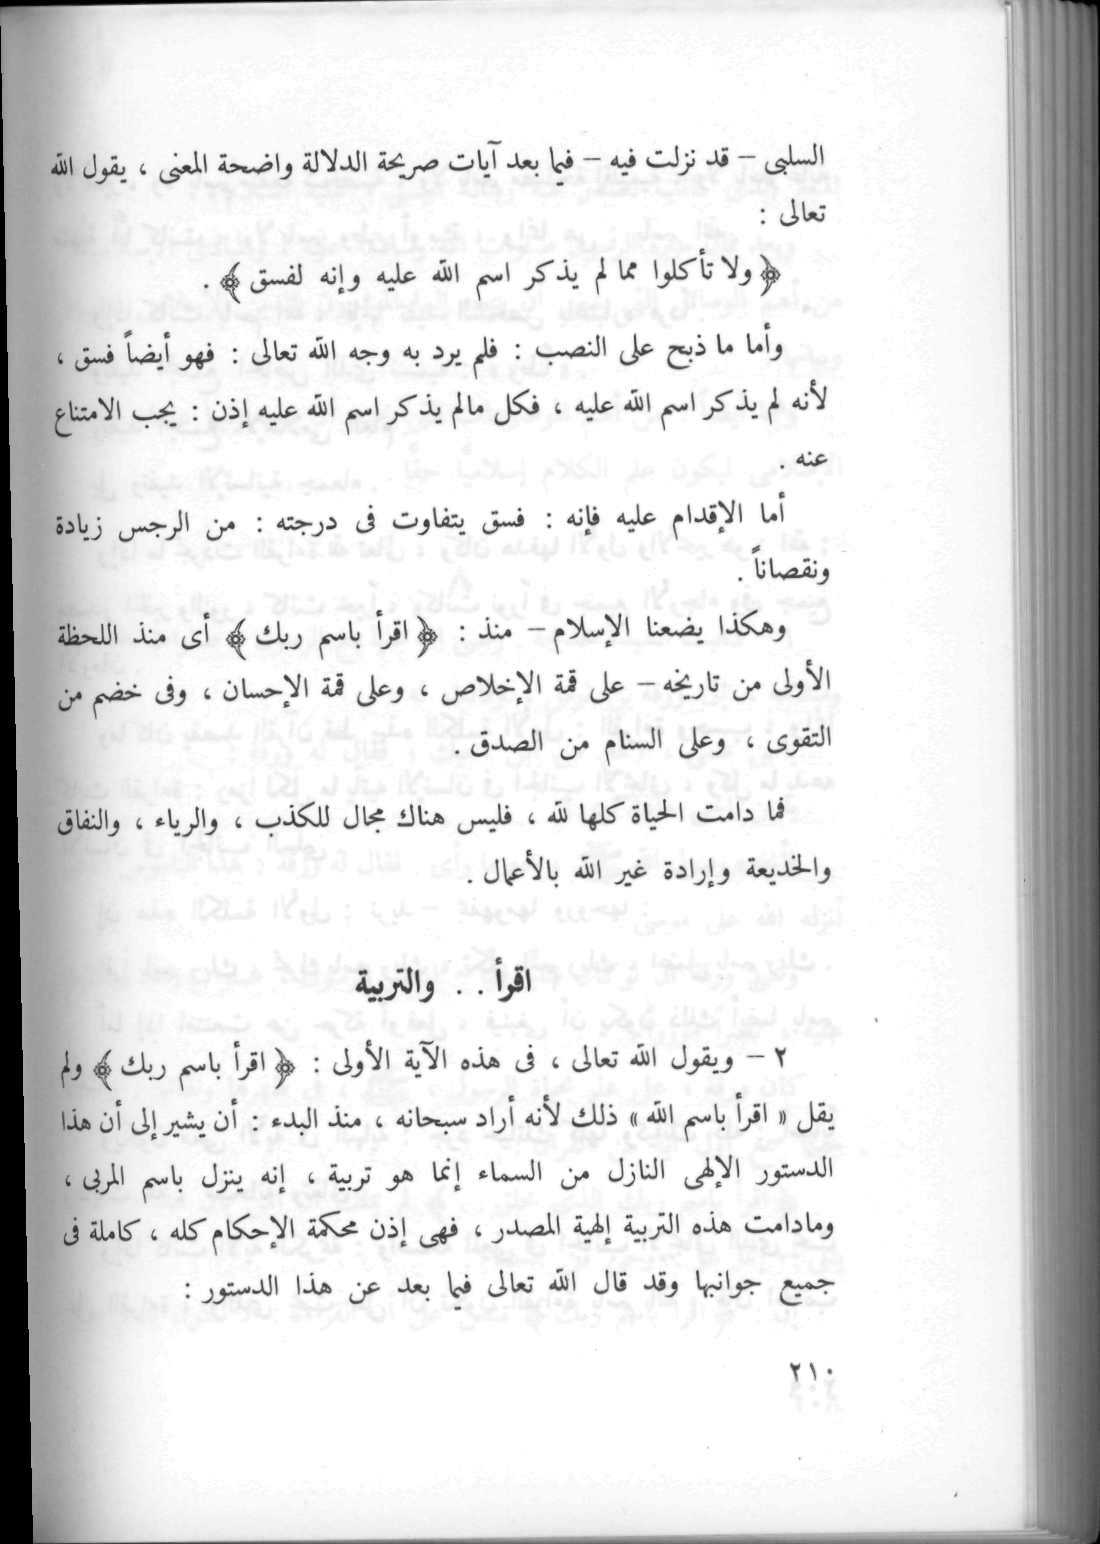 السلبى – قد نزلت فيه – فيما بعد آيات صريحة الدلالة واضحة المعنى ، يقول الله
تعالى :
﴿ ولا تأكلوا مما لم يذكر اسم الله عليه وإنه لفسق ﴾ .
وأما ما ذبح على النصب : فلم يرد به وجه الله تعالى : فهو أيضاً فسق ،
لأنه لم يذكر اسم الله عليه ، فكل مالم يذكر اسم الله عليه إذن : يجب الامتناع
عنه .
أما الإقدام عليه فإنه : فسق يتفاوت فى درجته : من الرجس زيادة
ونقصاناً .
وهكذا يضعنا الإسلام – منذ : ﴿ اقرأ باسم ربك ﴾ أى منذ اللحظة
الأولى من تاريخه – على قمة الإخلاص ، وعلى قمة الإحسان ، وفى خضم من
التقوى ، وعلى السنام من الصدق .
فما دامت الحياة كلها لله ، فليس هناك مجال للكذب ، والرياء ، والنفاق
والخديعة وإرادة غير الله بالأعمال .
اقرأ . . والتربية
٢ – ويقول الله تعالى ، فى هذه الآية الأولى : ﴿ اقرأ باسم ربك ﴾ ولم
يقل « اقرأ باسم الله » ذلك لأنه أراد سبحانه ، منذ البدء : أن يشير إلى أن هذا
الدستور الإلهى النازل من السماء إنما هو تربية ، إنه ينزل باسم المربى ،
ومادامت هذه التربية إلهية المصدر ، فهى إذن محكمة الإحكام كله ، كاملة فى
جميع جوانبها وقد قال الله تعالى فيما بعد عن هذا الدستور :
٢١٠